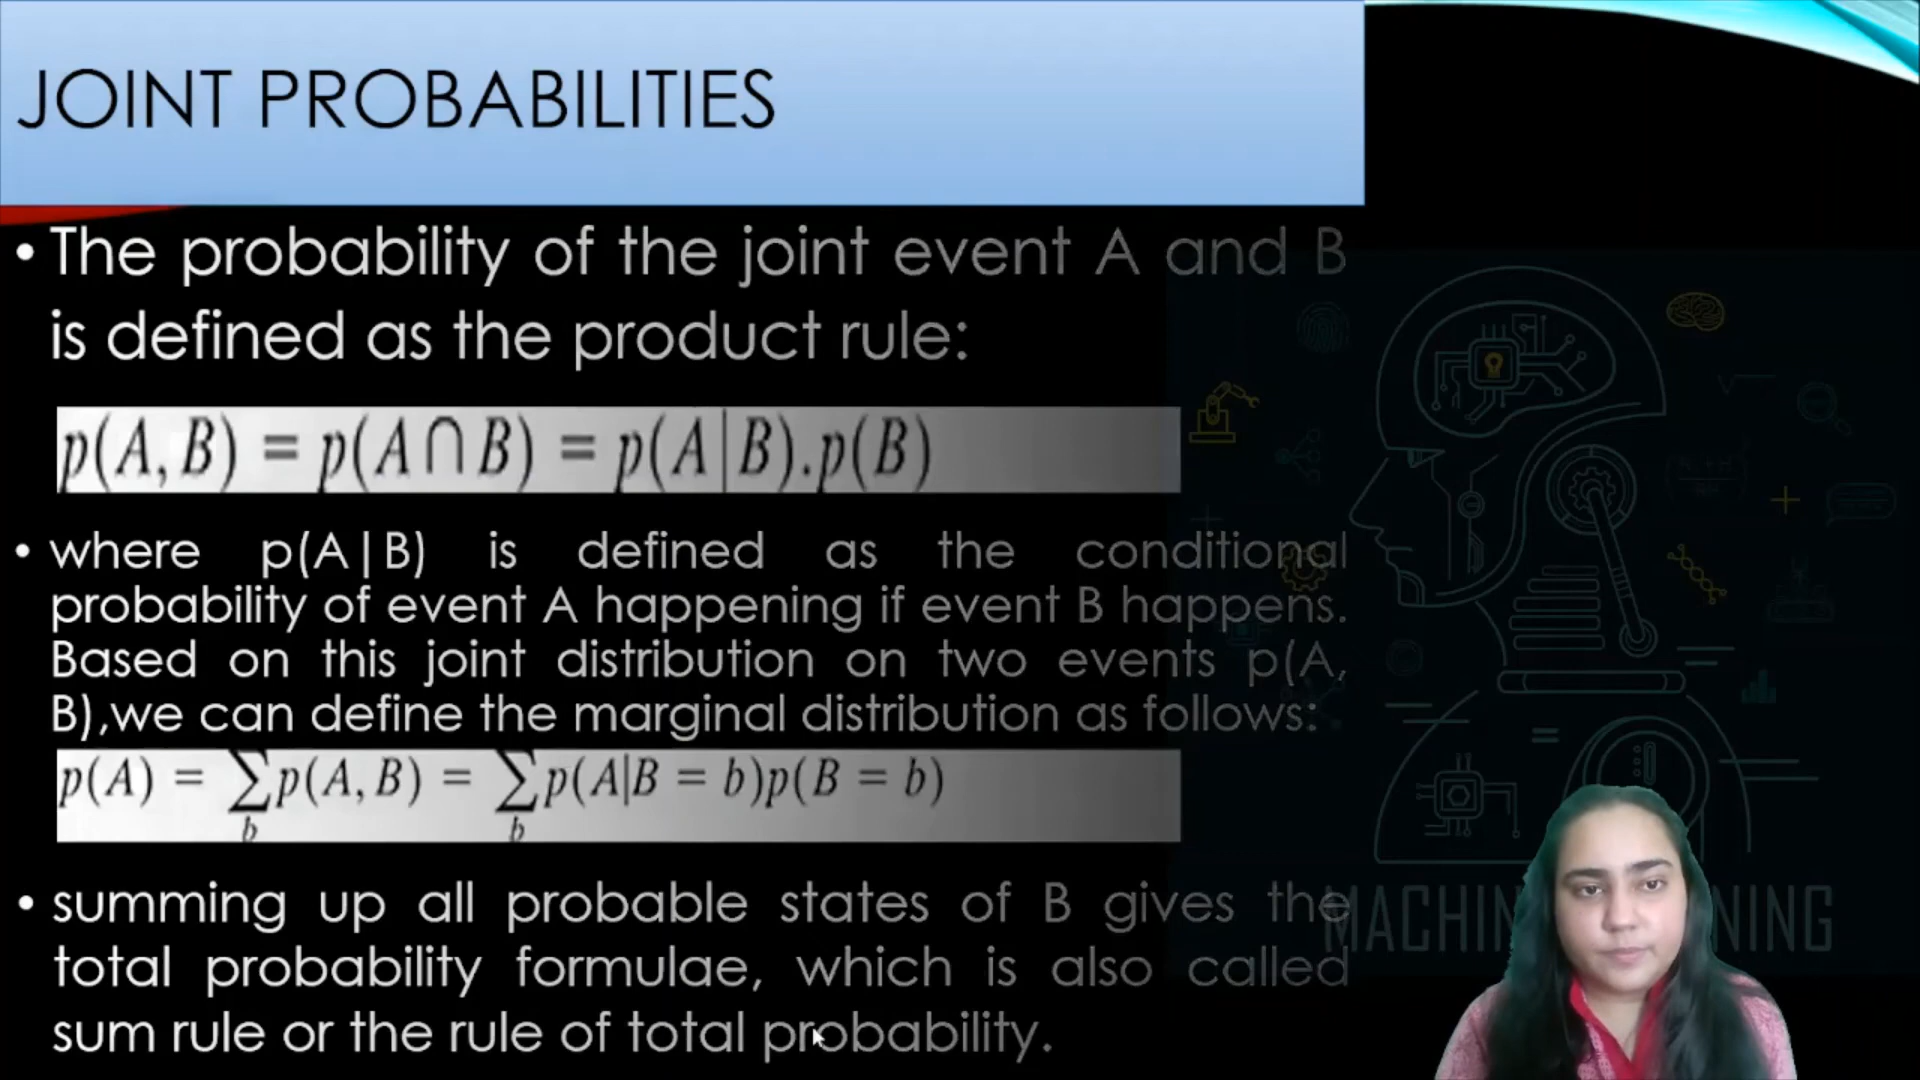 JOINT PROBABILITIES
• The probability of the joint event A and B
is defined as the product rule:
p(A, B) = p(A ∩ B) = p(A|B).p(B)
• where p(A|B) is defined as the conditional
probability of event A happening if event B happens.
Based on this joint distribution on two events p(A,
B),we can define the marginal distribution as follows:
p(A) = ∑p(A, B) = ∑p(A|B = b)p(B = b)
b b
• summing up all probable states of B gives the
total probability formulae, which is also called
sum rule or the rule of total probability.